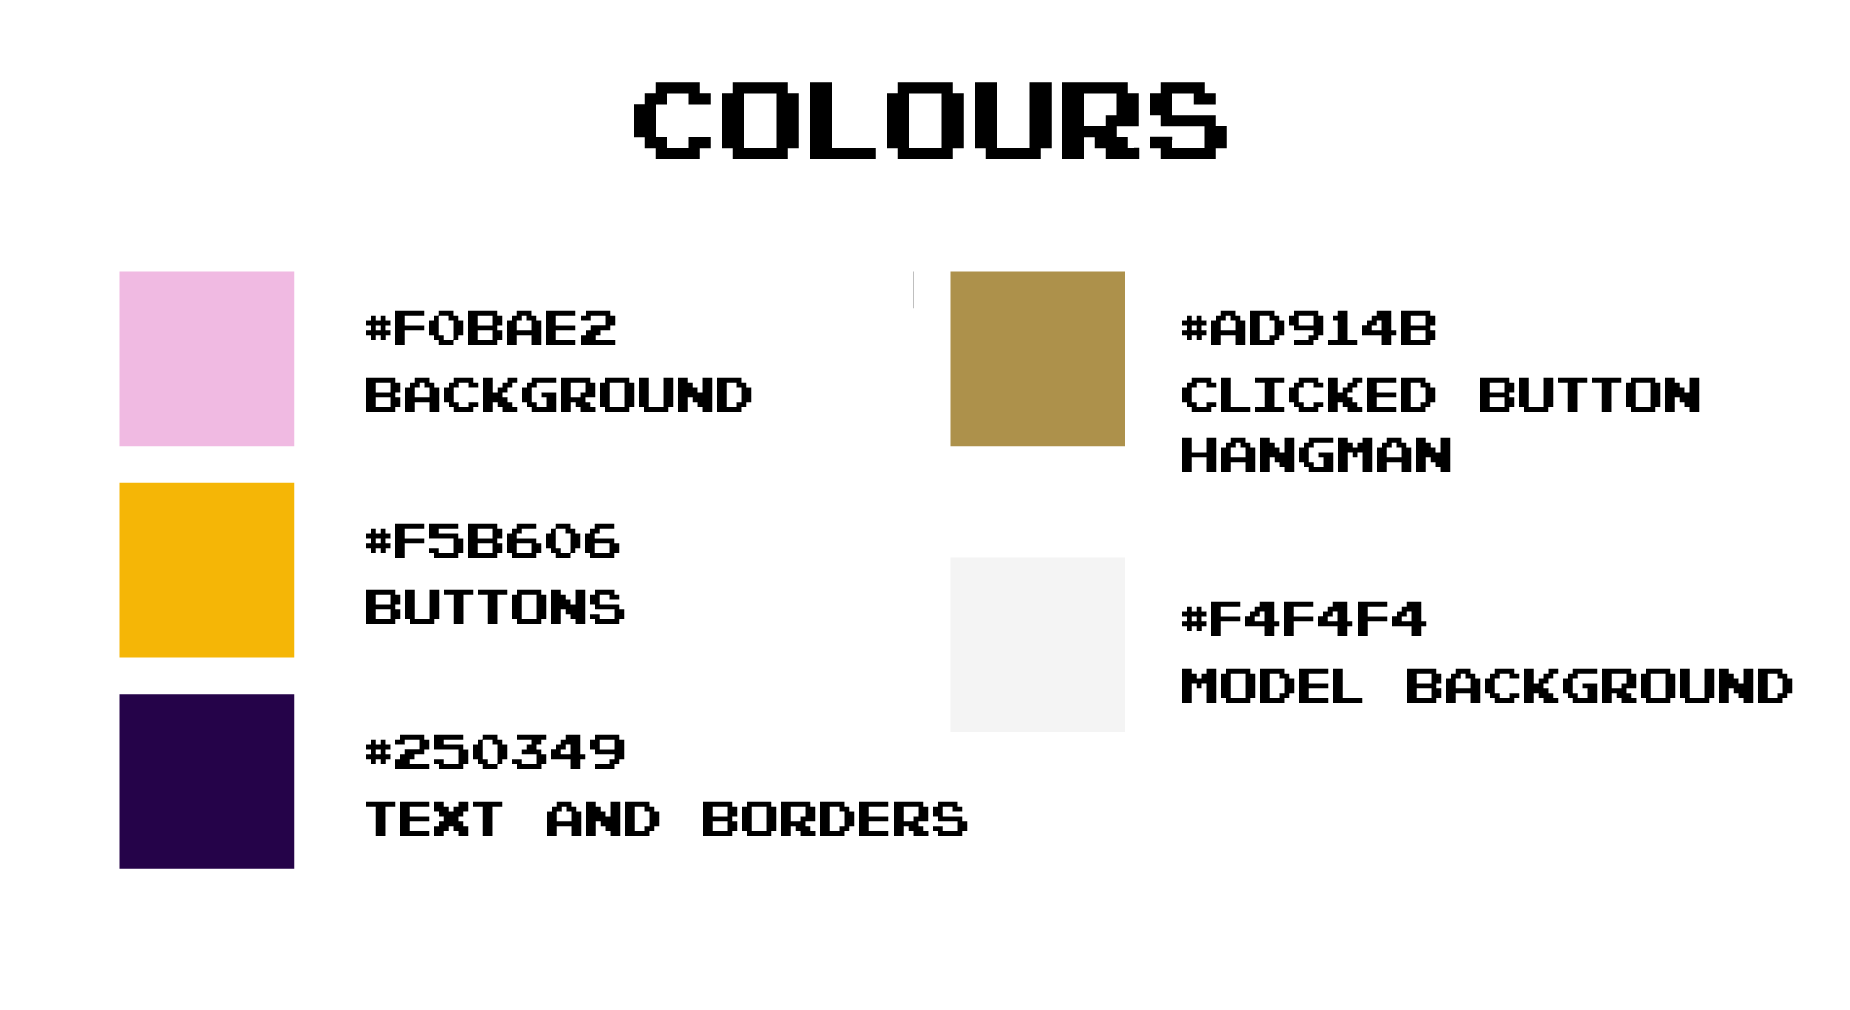 COLOURS
#F0BAE2
BACKGROUND
#F5B606
BUTTONS
#250349
TEXT AND BORDERS
#AD914B
CLICKED BUTTON
HANGMAN
#F4F4F4
MODEL BACKGROUND